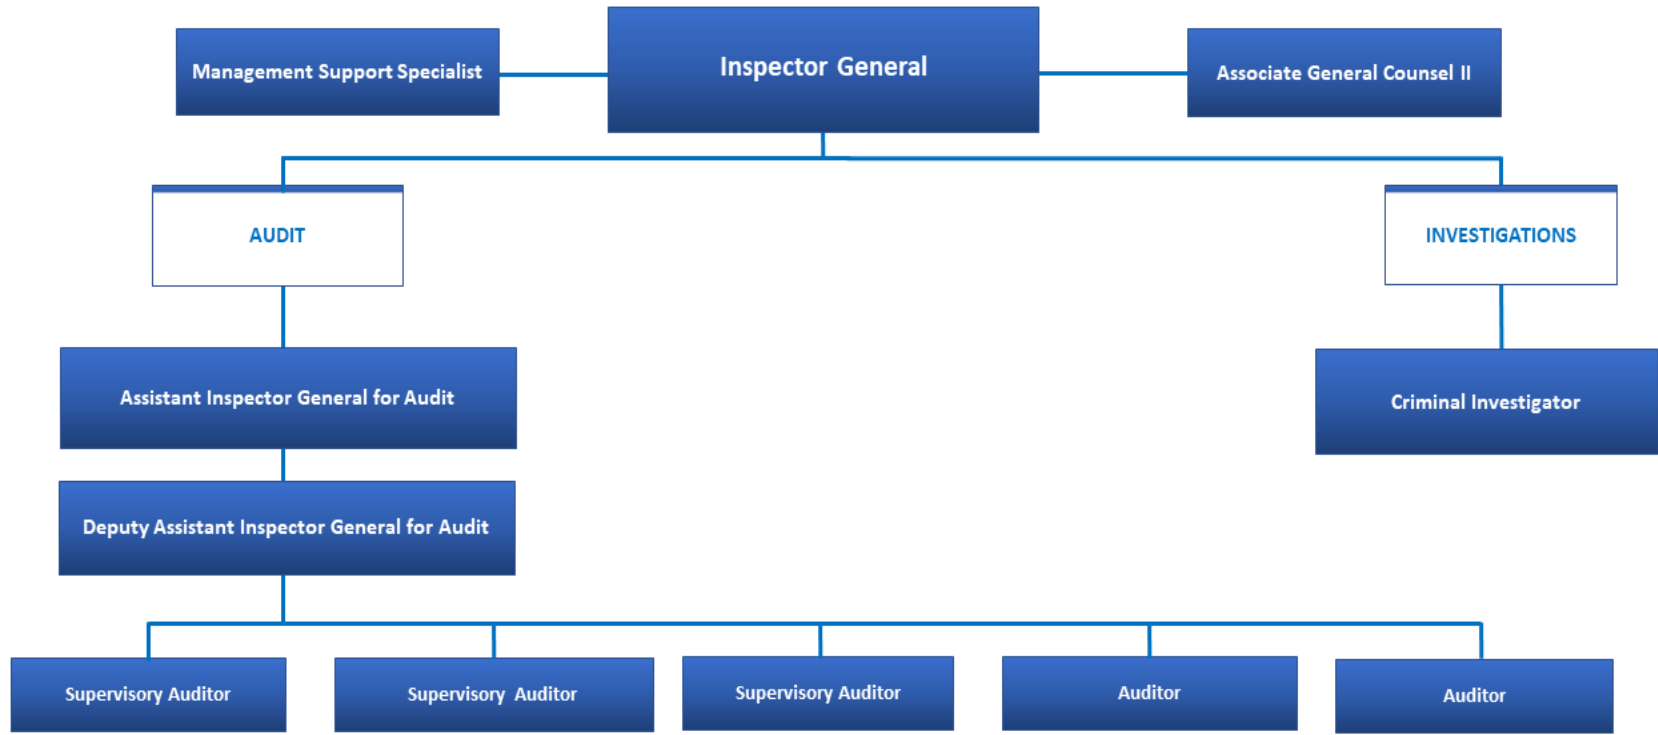 Management Support Specialist
Inspector General
Associate General Counsel II
AUDIT
INVESTIGATIONS
Assistant Inspector General for Audit
Criminal Investigator
Deputy Assistant Inspector General for Audit
Supervisory Auditor
Supervisory Auditor
Supervisory Auditor
Auditor
Auditor